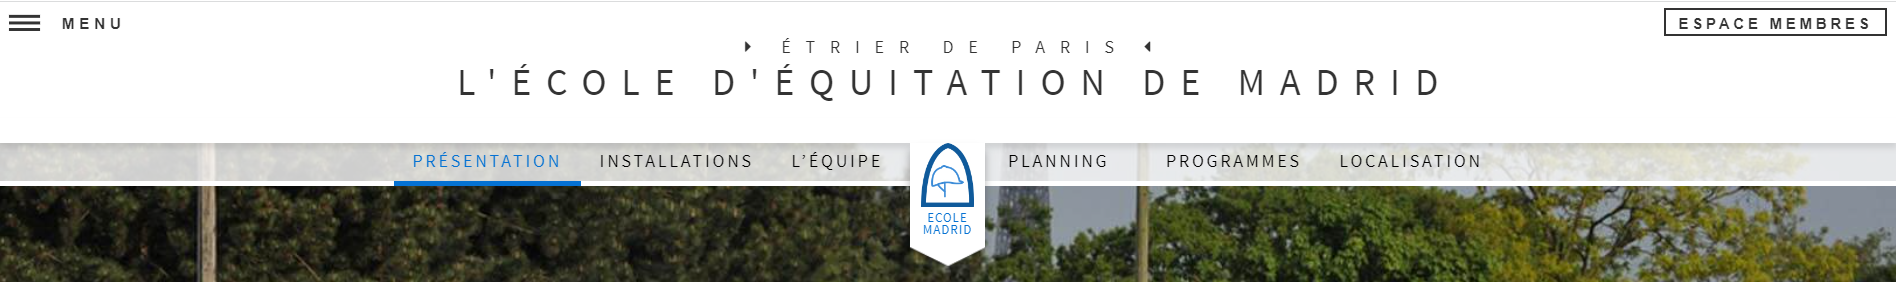 MENU
ESPACE MEMBRES
ÉTRIER DE PARIS
L'ÉCOLE D'ÉQUITATION DE MADRID
PRÉSENTATION INSTALLATIONS L’ÉQUIPE PLANNING PROGRAMMES LOCALISATION
ECOLE
MADRID